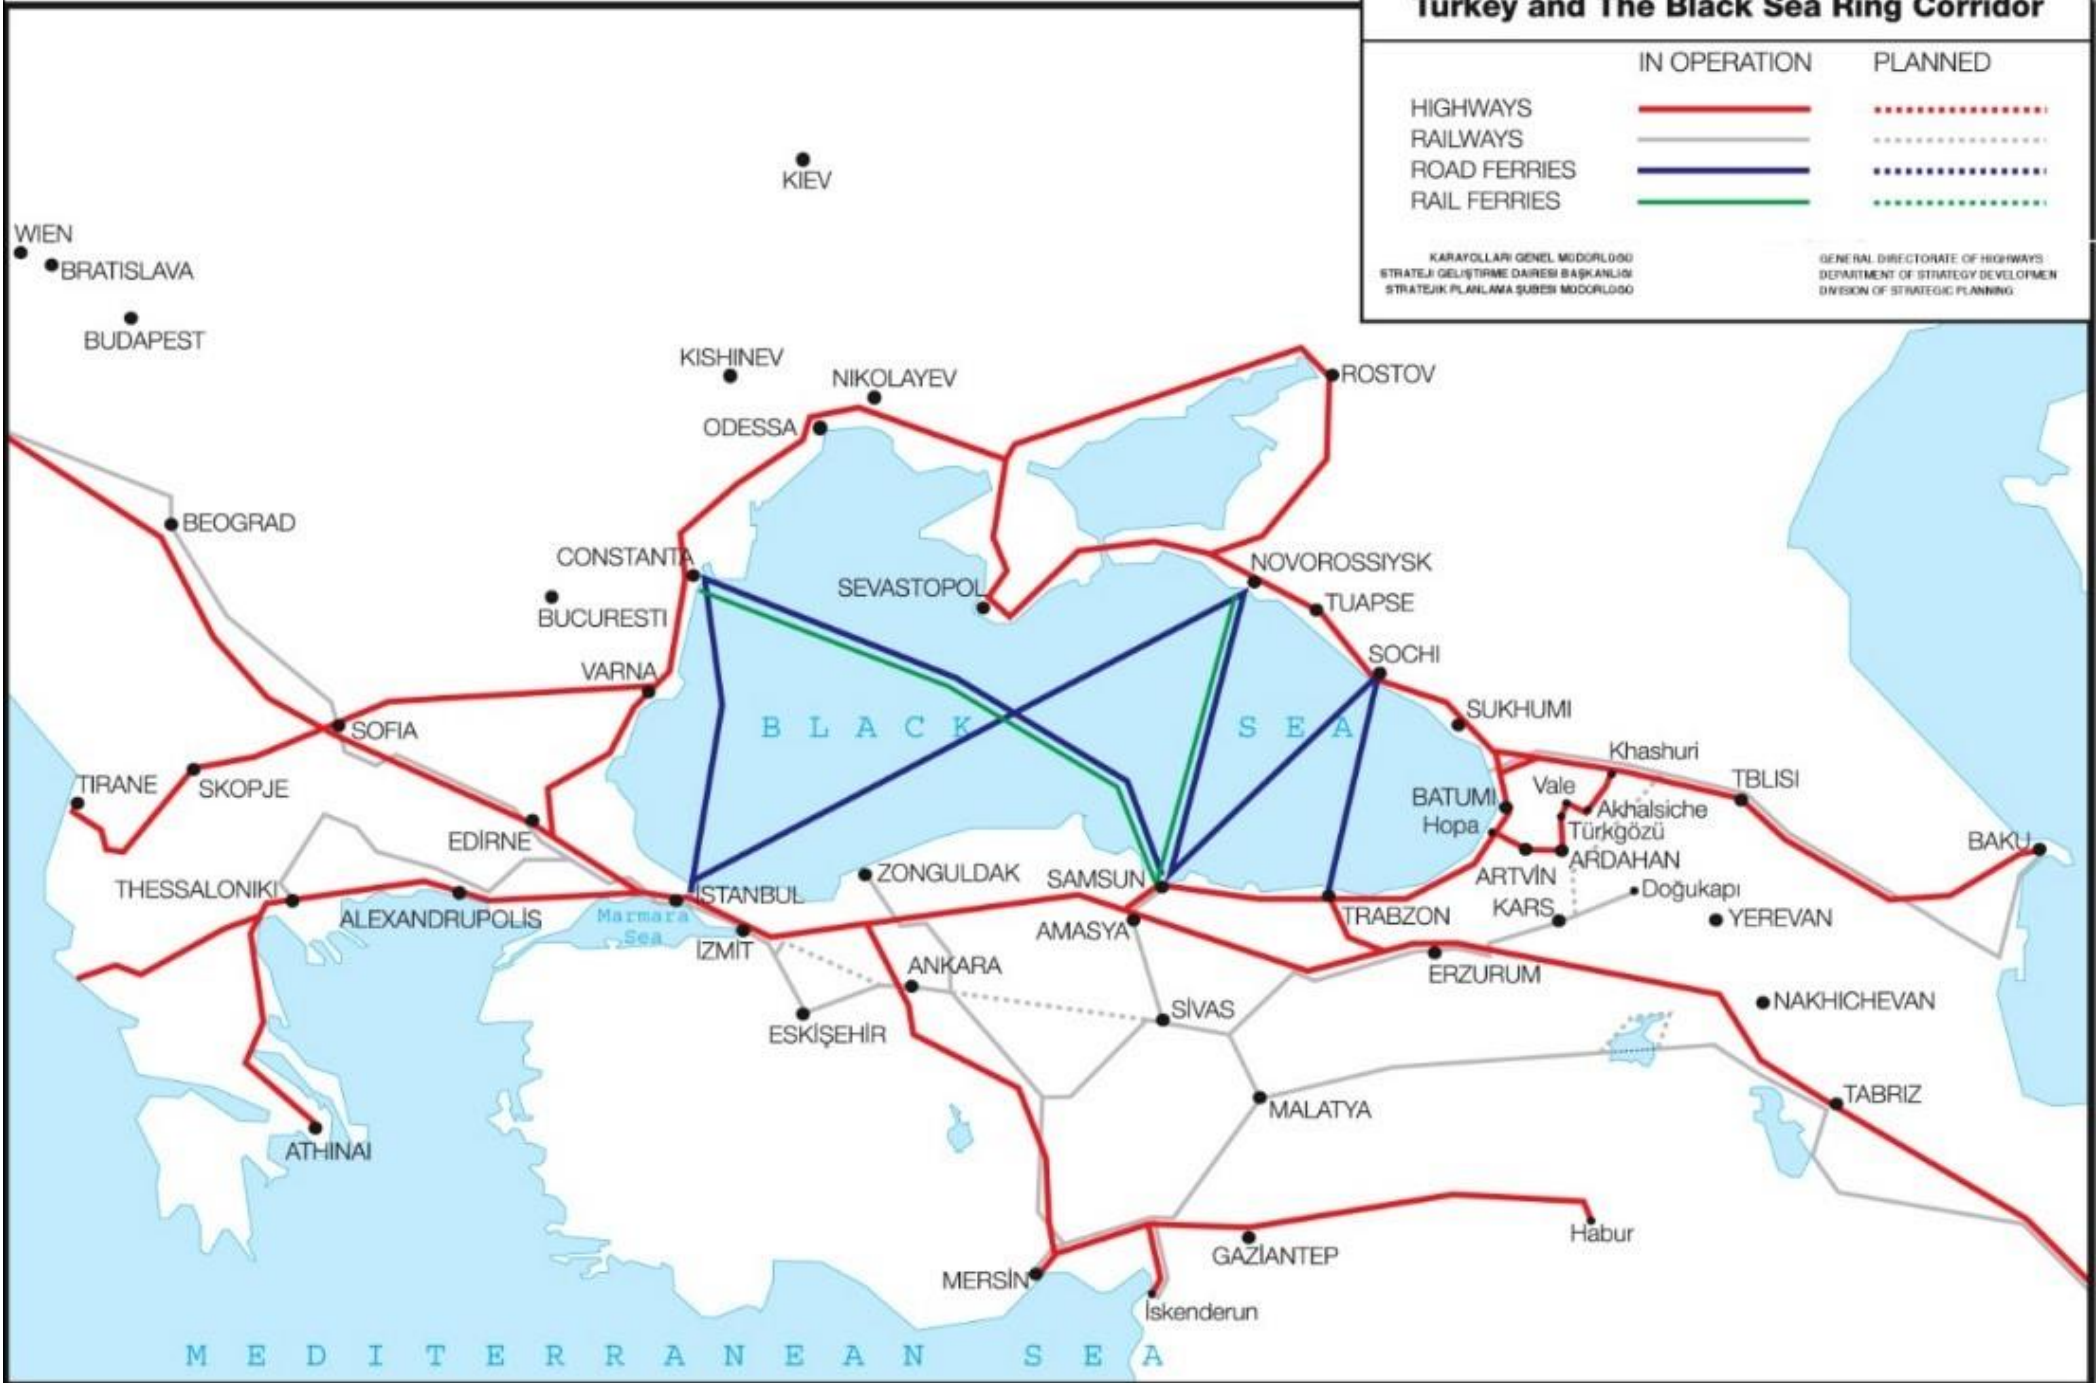 Turkey and The Black Sea Ring Corridor
IN OPERATION PLANNED
HIGHWAYS
RAILWAYS
ROAD FERRIES
RAIL FERRIES
KARAYOLLARI GENEL MÜDÜRLÜĞÜ
STRATEJİ GELİŞTİRME DAİRESİ BAŞKANLIĞI
STRATEJİK PLANLAMA ŞUBESİ MÜDÜRLÜĞÜ
GENERAL DIRECTORATE OF HIGHWAYS
DEPARTMENT OF STRATEGY DEVELOPMEN
DIVISION OF STRATEGIC PLANNING
KIEV
WIEN
BRATISLAVA
BUDAPEST
KISHINEV
NIKOLAYEV
ROSTOV
ODESSA
BEOGRAD
CONSTANTA
NOVOROSSIYSK
SEVASTOPOL
TUAPSE
BUCURESTI
SOCHI
VARNA
SUKHUMI
BLACK SEA
SOFIA
Khashuri
TIRANE
SKOPJE
Vale
TBLISI
BATUMI
Akhalsiche
Hopa
Türkgözü
EDİRNE
BAKU
ARDAHAN
ZONGULDAK
SAMSUN
ARTVİN
Doğukapı
THESSALONIKI
İSTANBUL
ALEXANDRUPOLİS
Marmara
Sea
KARS
TRABZON
YEREVAN
AMASYA
İZMİT
ANKARA
ERZURUM
NAKHICHEVAN
SİVAS
ESKİŞEHİR
MALATYA
TABRIZ
ATHINAI
Habur
GAZİANTEP
MERSİN
İskenderun
MEDITERRANEAN SEA